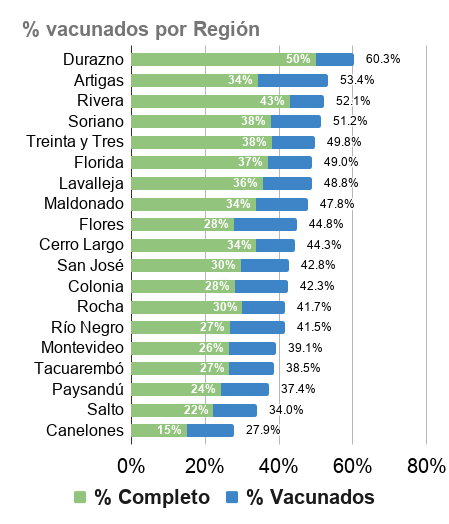 % vacunados por Región
Durazno 50% 60.3%
Artigas 34% 53.4%
Rivera 43% 52.1%
Soriano 38% 51.2%
Treinta y Tres 38% 49.8%
Florida 37% 49.0%
Lavalleja 36% 48.8%
Maldonado 34% 47.8%
Flores 28% 44.8%
Cerro Largo 34% 44.3%
San José 30% 42.8%
Colonia 28% 42.3%
Rocha 30% 41.7%
Río Negro 27% 41.5%
Montevideo 26% 39.1%
Tacuarembó 27% 38.5%
Paysandú 24% 37.4%
Salto 22% 34.0%
Canelones 15% 27.9%
0% 20% 40% 60% 80%
% Completo % Vacunados